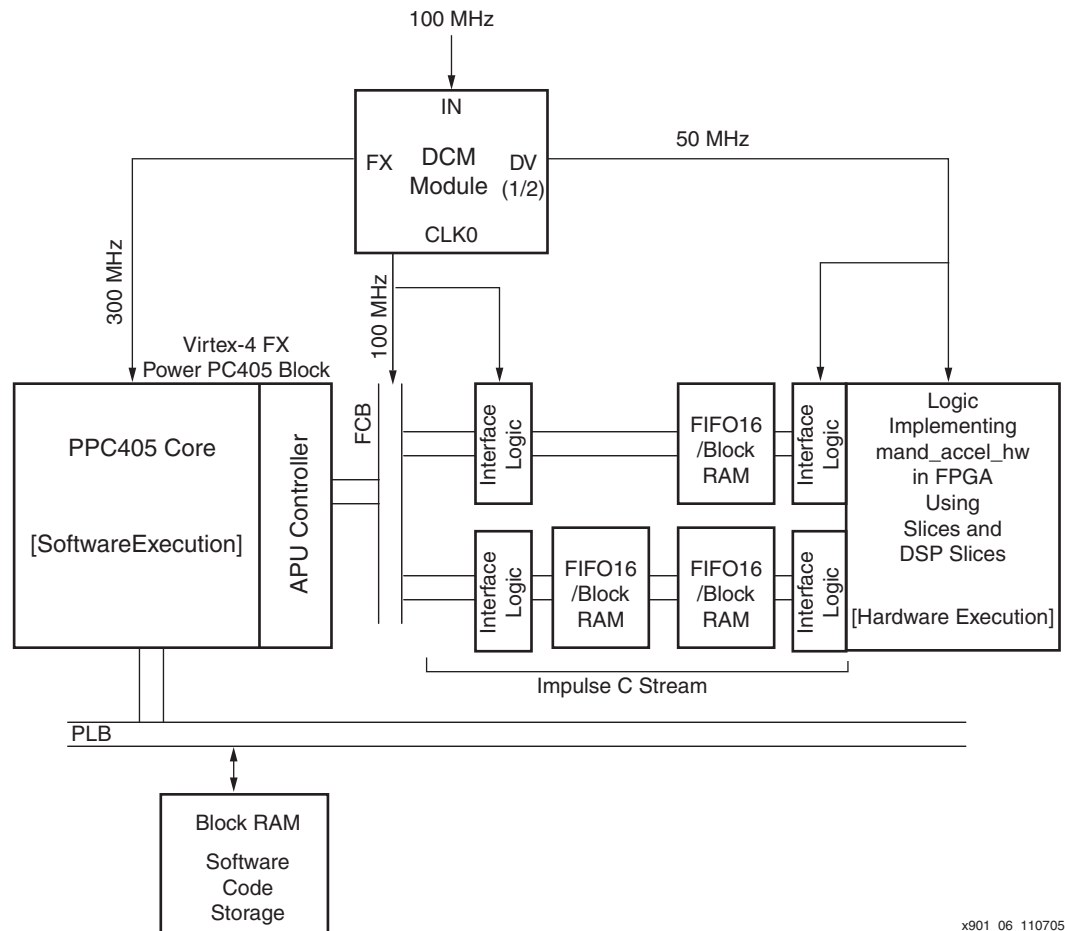 100 MHz
IN
FX
DCM
Module
DV
(1/2)
CLK0
50 MHz
300 MHz
100 MHz
Virtex-4 FX
Power PC405 Block
PPC405 Core
[SoftwareExecution]
APU Controller
FCB
Interface
Logic
FIFO16
/Block
RAM
Interface
Logic
Logic
Implementing
mand_accel_hw
in FPGA
Using
Slices and
DSP Slices
[Hardware Execution]
Interface
Logic
FIFO16
/Block
RAM
FIFO16
/Block
RAM
Interface
Logic
Impulse C Stream
PLB
Block RAM
Software
Code
Storage
x901_06_110705